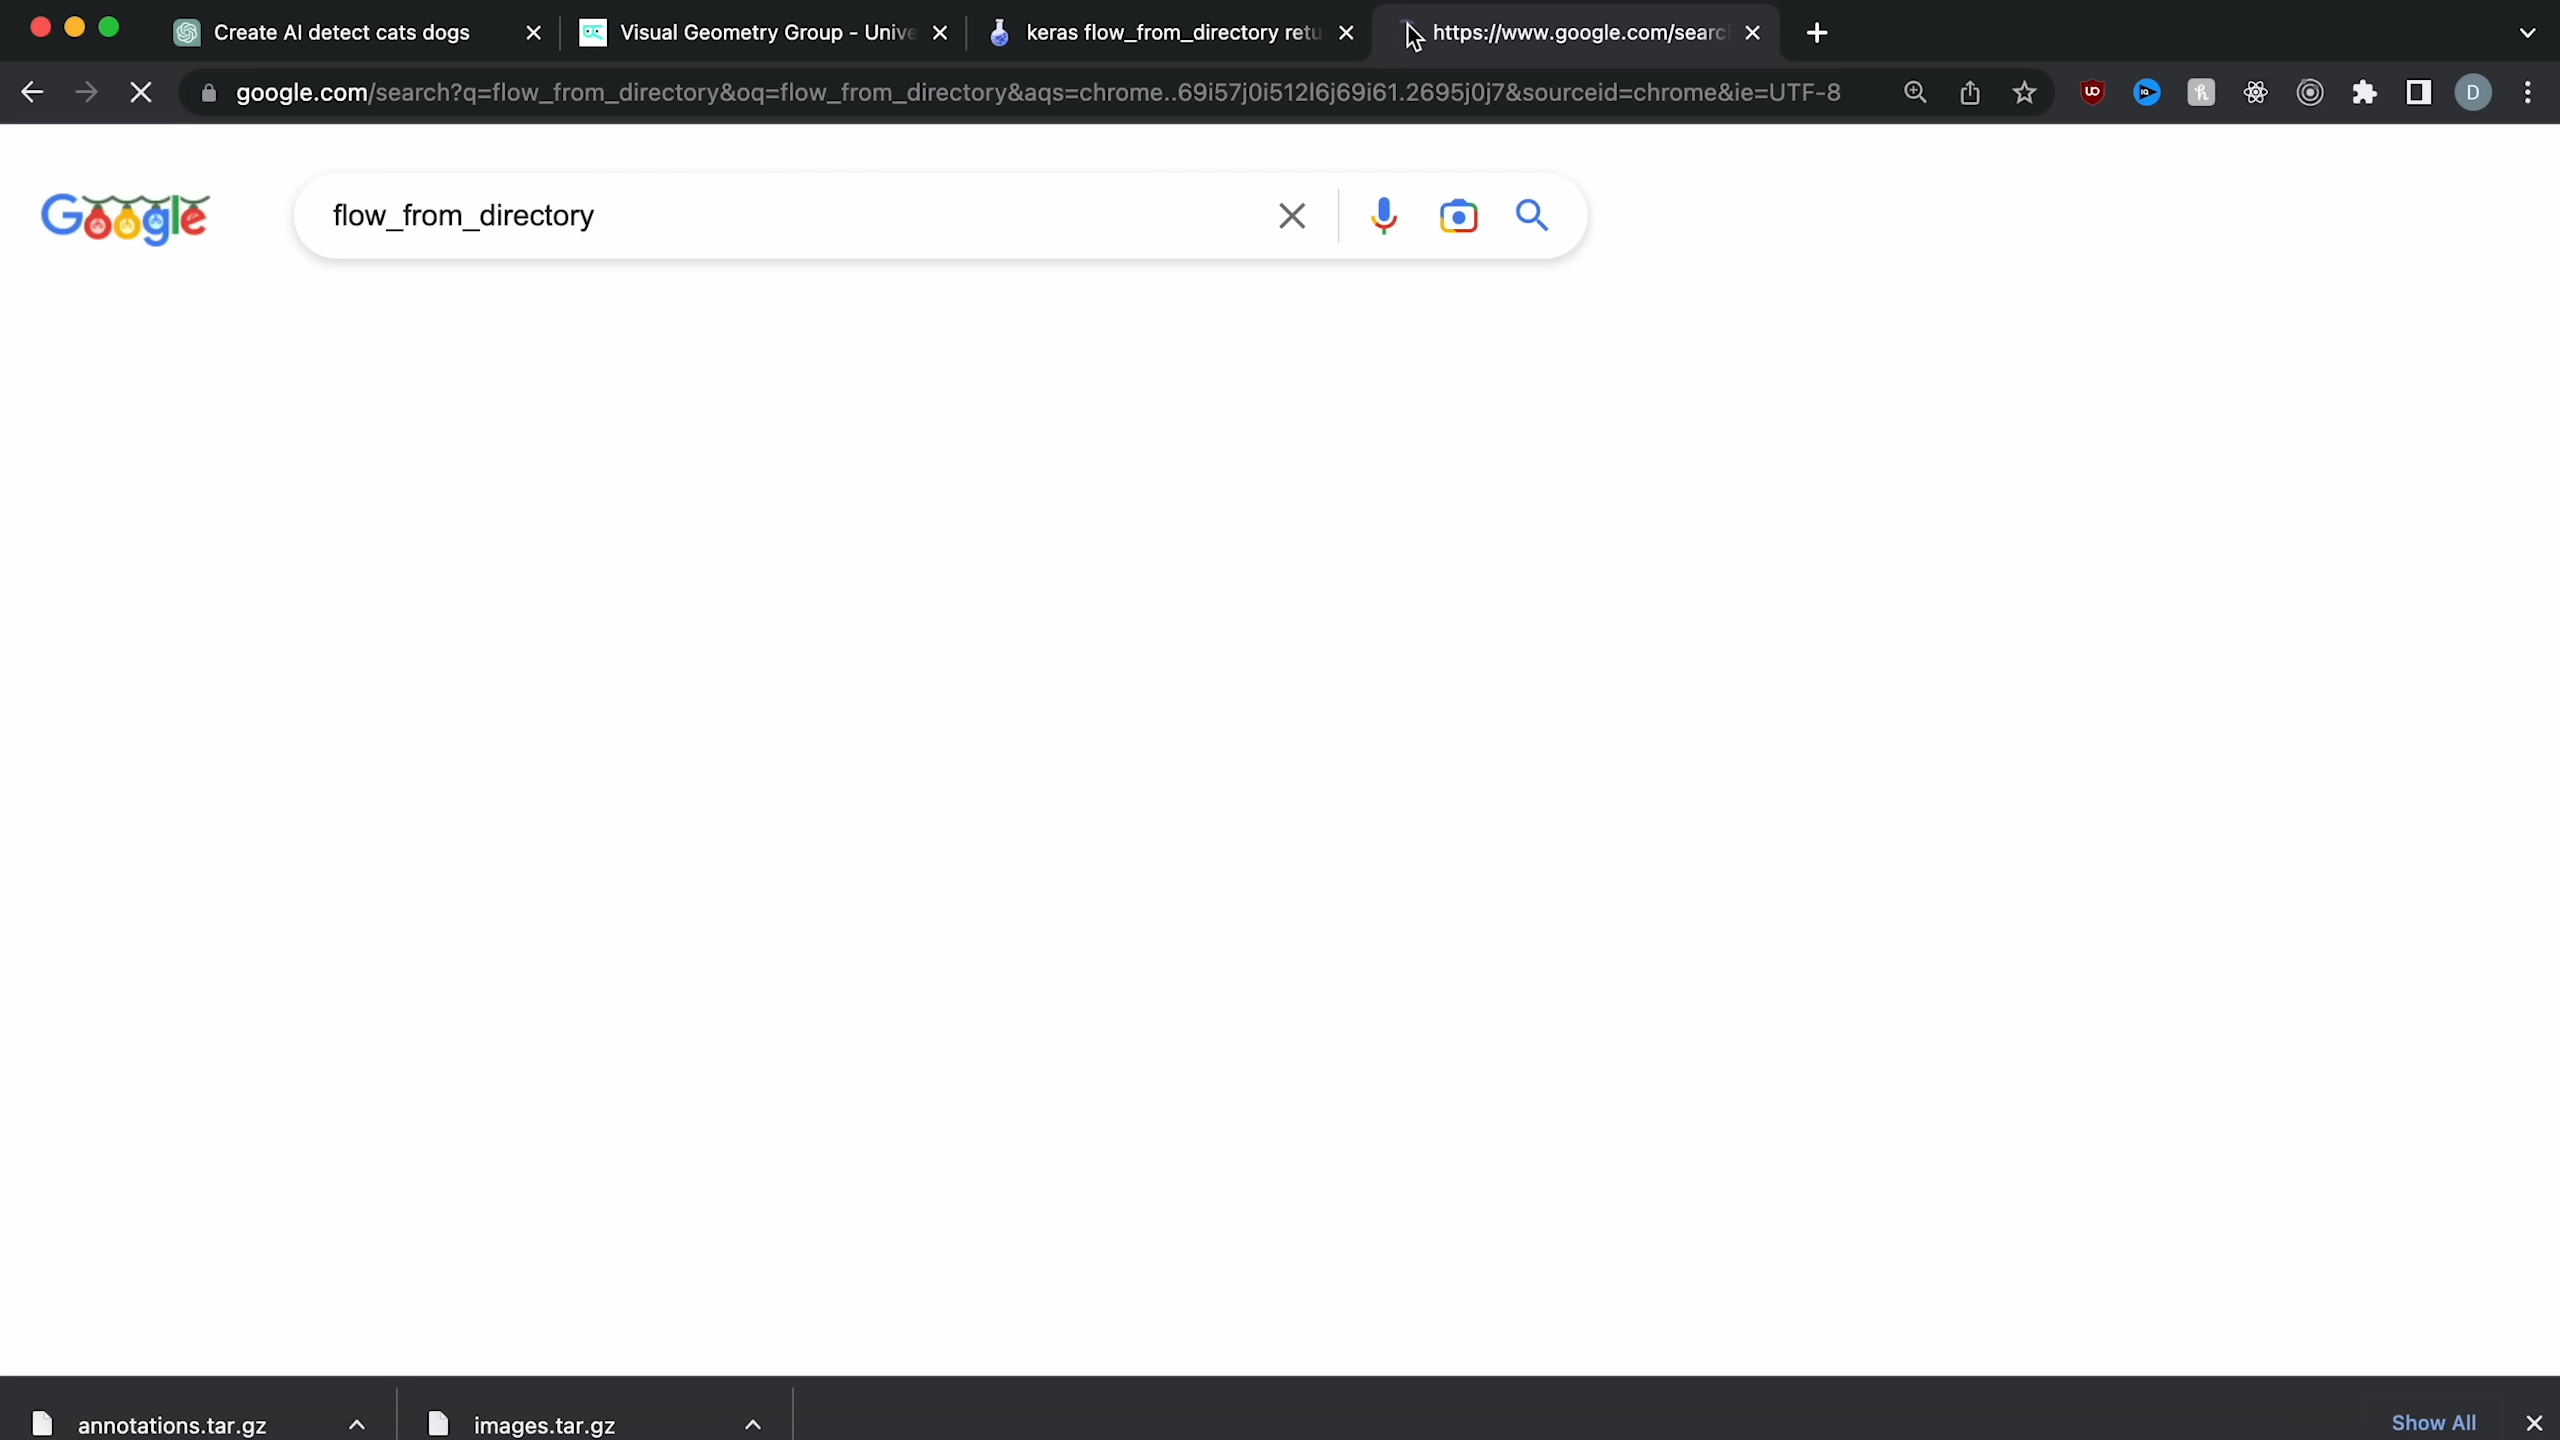 Create AI detect cats dogs
Visual Geometry Group - Unive
keras flow_from_directory retu
https://www.google.com/searc
google.com/search?q=flow_from_directory&oq=flow_from_directory&aqs=chrome..69i57j0i512l6j69i61.2695j0j7&sourceid=chrome&ie=UTF-8
UD
IQ
h
D
Google
flow_from_directory
annotations.tar.gz
images.tar.gz
Show All